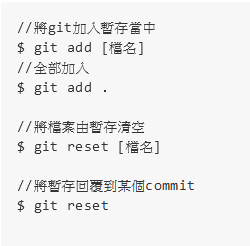 //將git加入暫存當中
$ git add [檔名]
//全部加入
$ git add .
//將檔案由暫存清空
$ git reset [檔名]
//將暫存回覆到某個commit
$ git reset